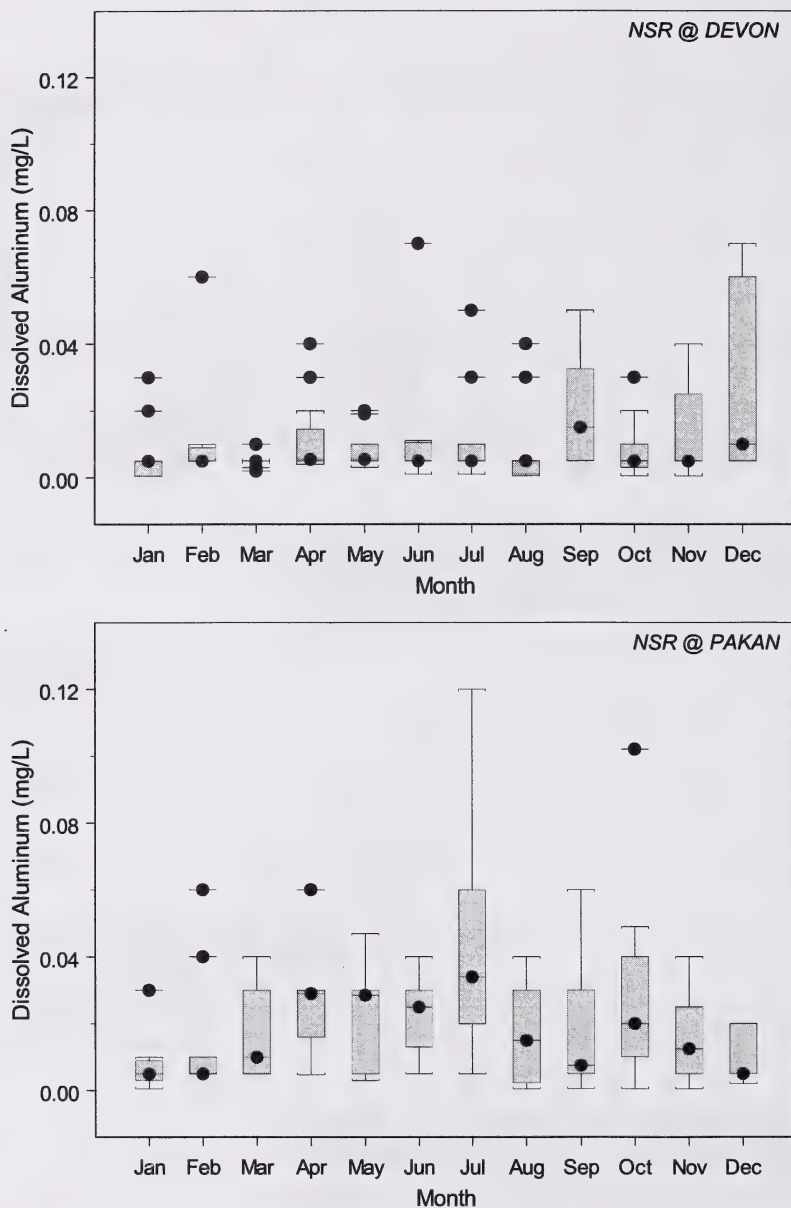 NSR @ DEVON
0.12
0.08
0.04
0.00
Dissolved Aluminum (mg/L)
Jan Feb Mar Apr May Jun Jul Aug Sep Oct Nov Dec
Month
NSR @ PAKAN
0.12
0.08
0.04
0.00
Dissolved Aluminum (mg/L)
Jan Feb Mar Apr May Jun Jul Aug Sep Oct Nov Dec
Month